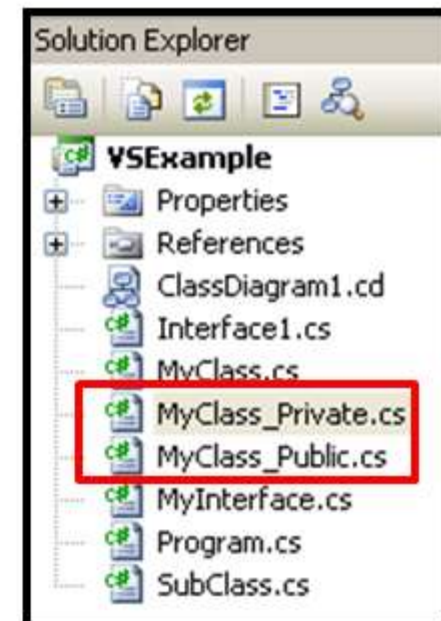 Solution Explorer
VSExample
Properties
References
ClassDiagram1.cd
Interface1.cs
MyClass.cs
MyClass_Private.cs
MyClass_Public.cs
MyInterface.cs
Program.cs
SubClass.cs